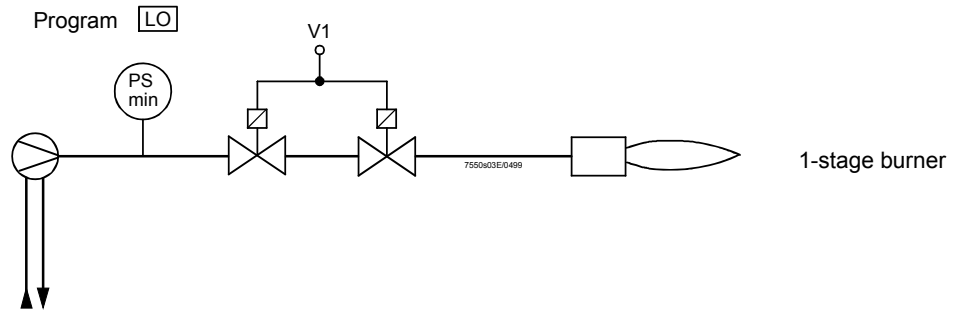 Program LO
V1
PS
min
7550s03E/0499
1-stage burner